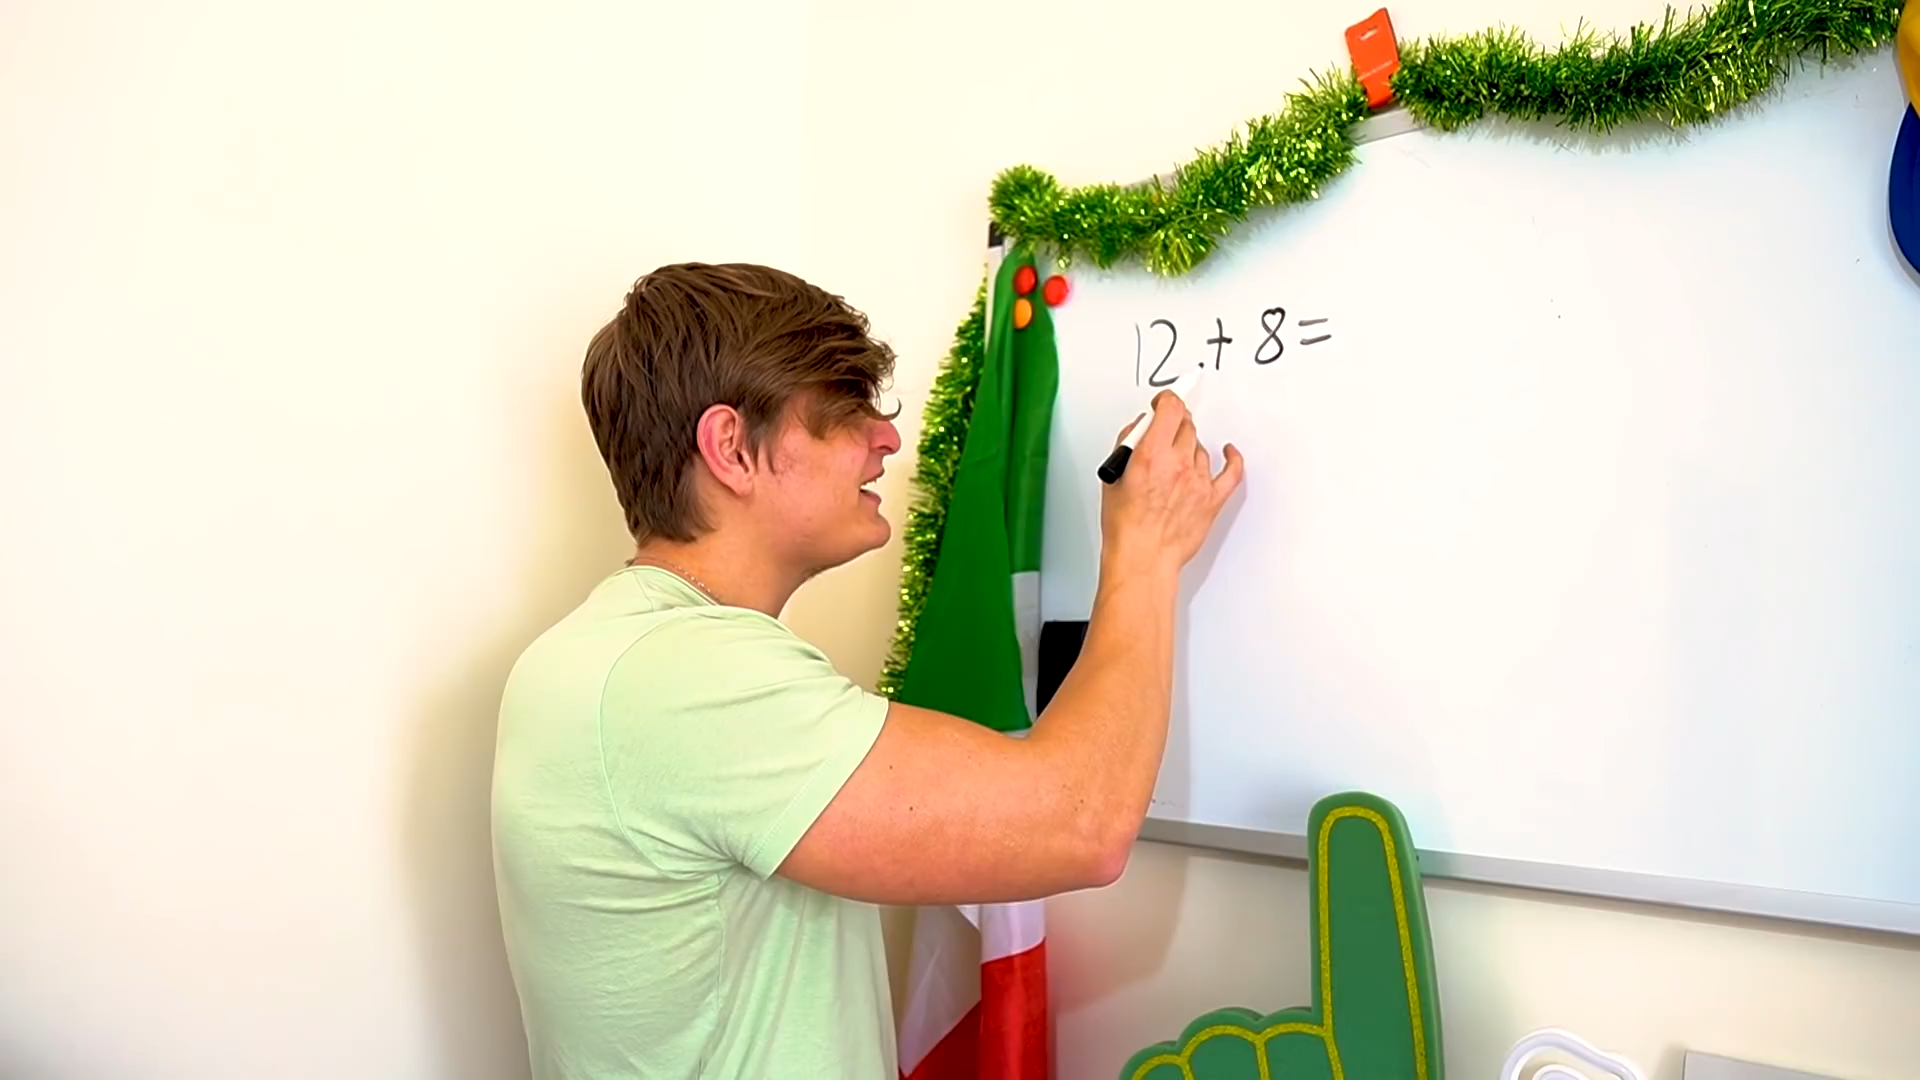 12 + 8 =